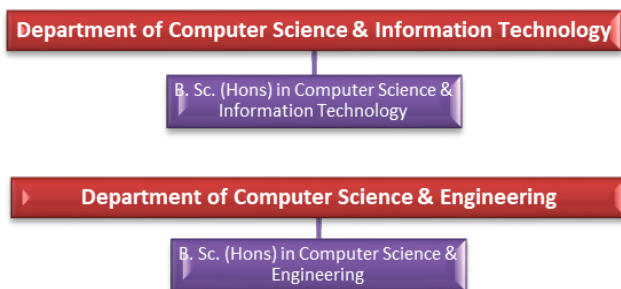 Department of Computer Science & Information Technology
B. Sc. (Hons) in Computer Science &
Information Technology
Department of Computer Science & Engineering
B. Sc. (Hons) in Computer Science &
Engineering